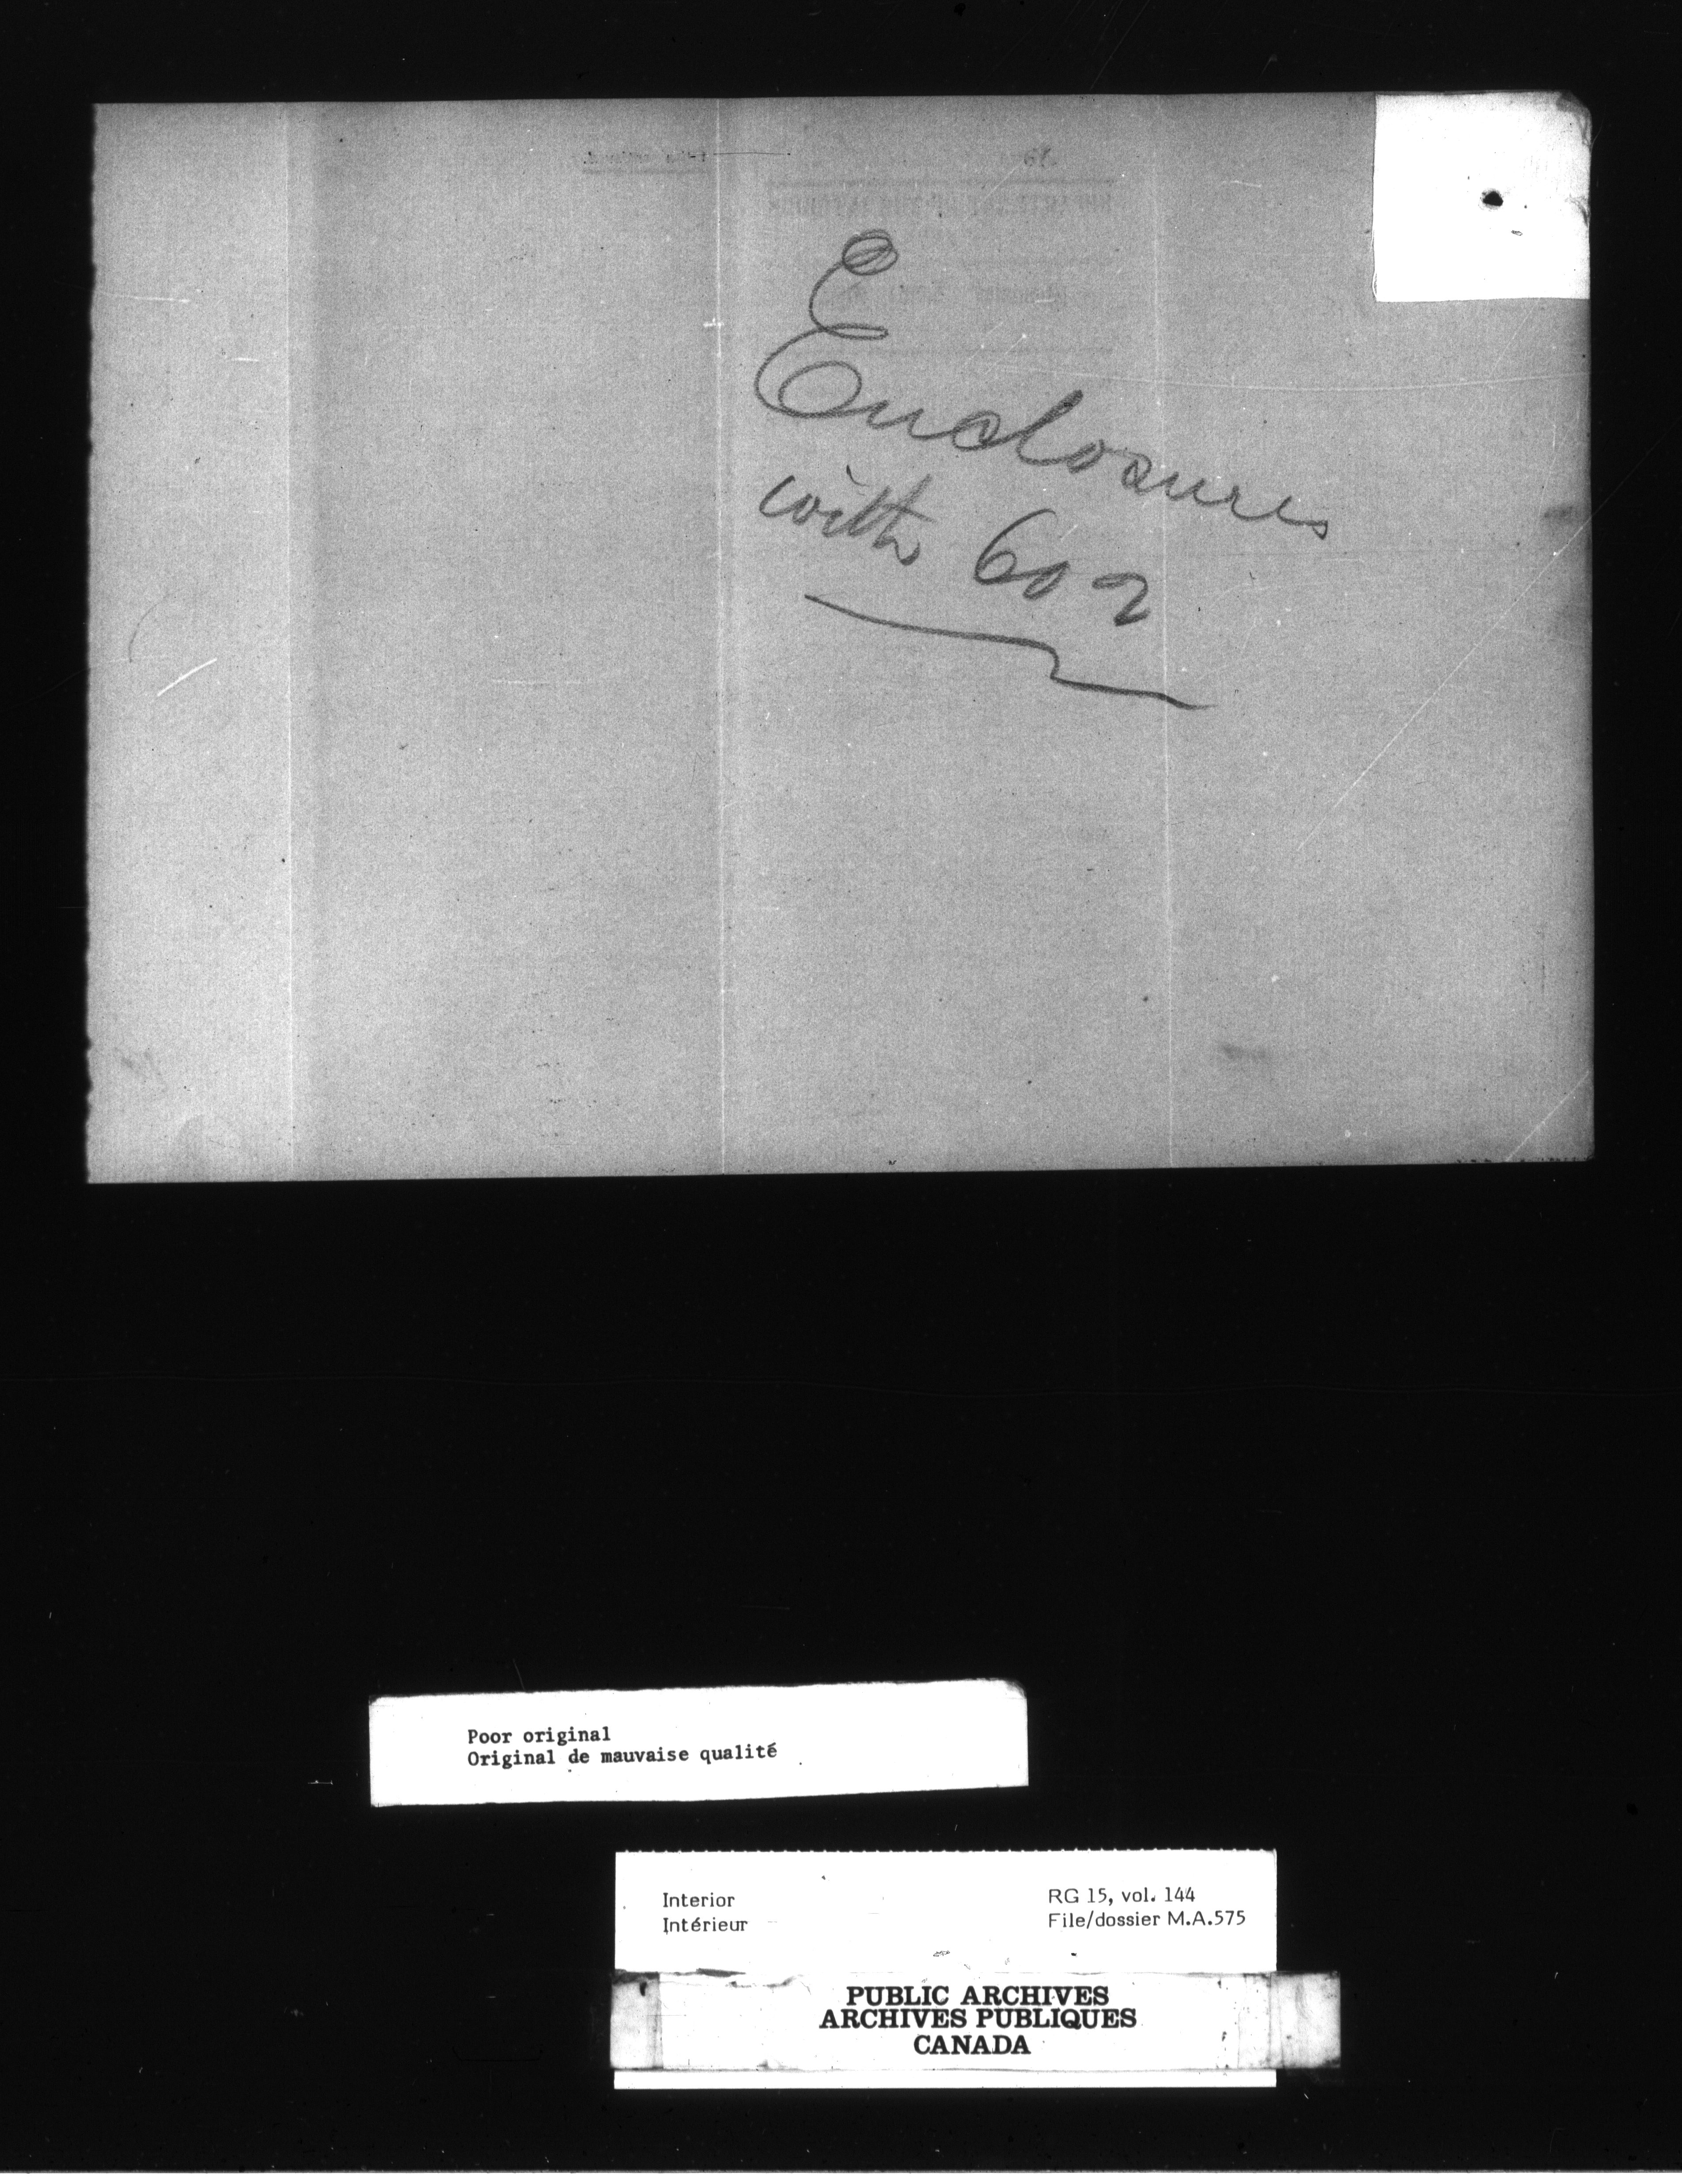 Enclosures
with 602
Poor original
Original de mauvaise qualité
Interior
Intérieur
RG 15, vol. 144
File/dossier M.A.575
PUBLIC ARCHIVES
ARCHIVES PUBLIQUES
CANADA